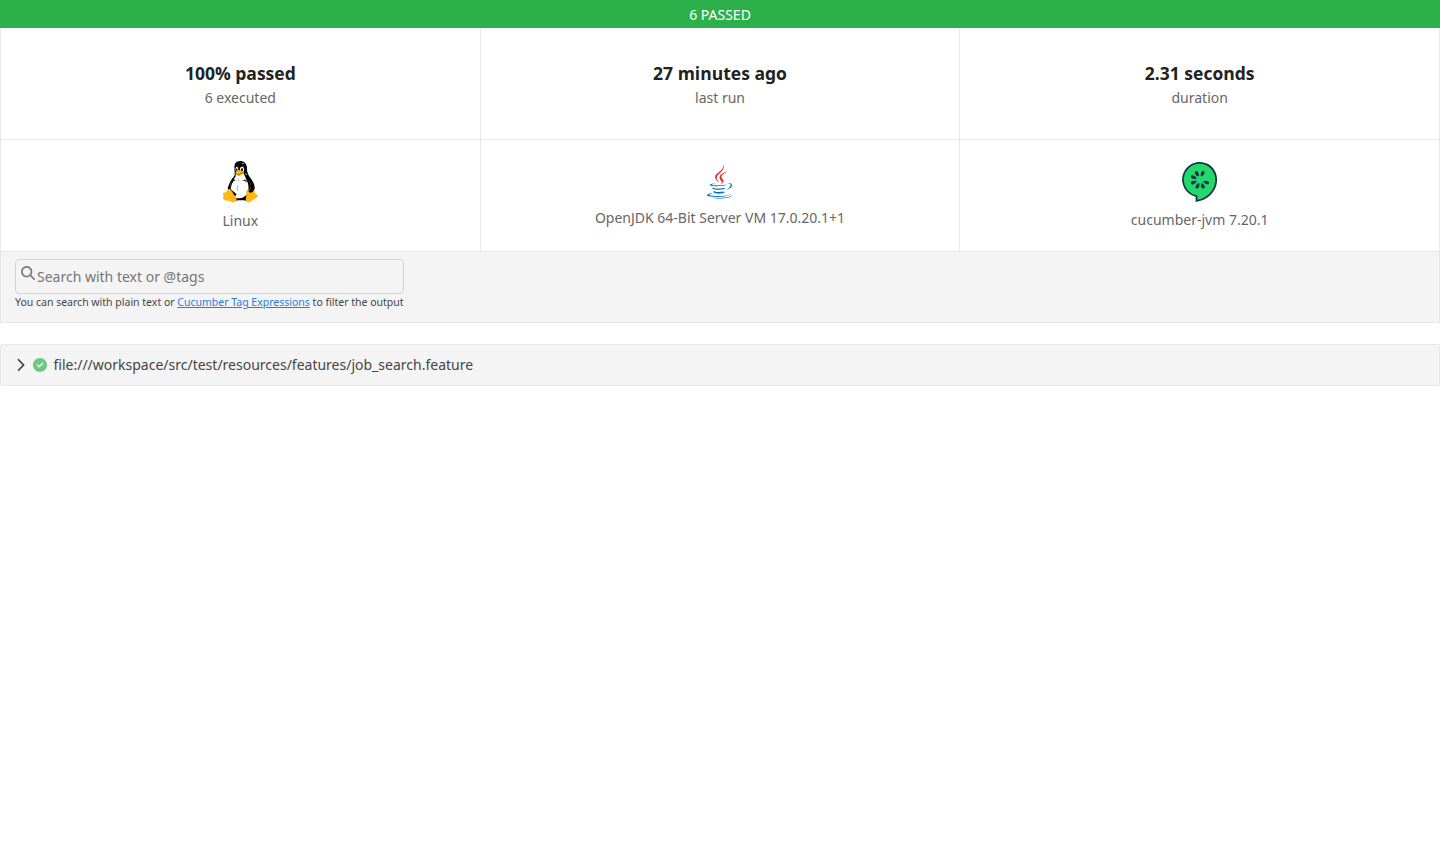 6 PASSED
100% passed
6 executed
27 minutes ago
last run
2.31 seconds
duration
Linux
OpenJDK 64-Bit Server VM 17.0.20.1+1
cucumber-jvm 7.20.1
Search with text or @tags
You can search with plain text or Cucumber Tag Expressions to filter the output
file:///workspace/src/test/resources/features/job_search.feature